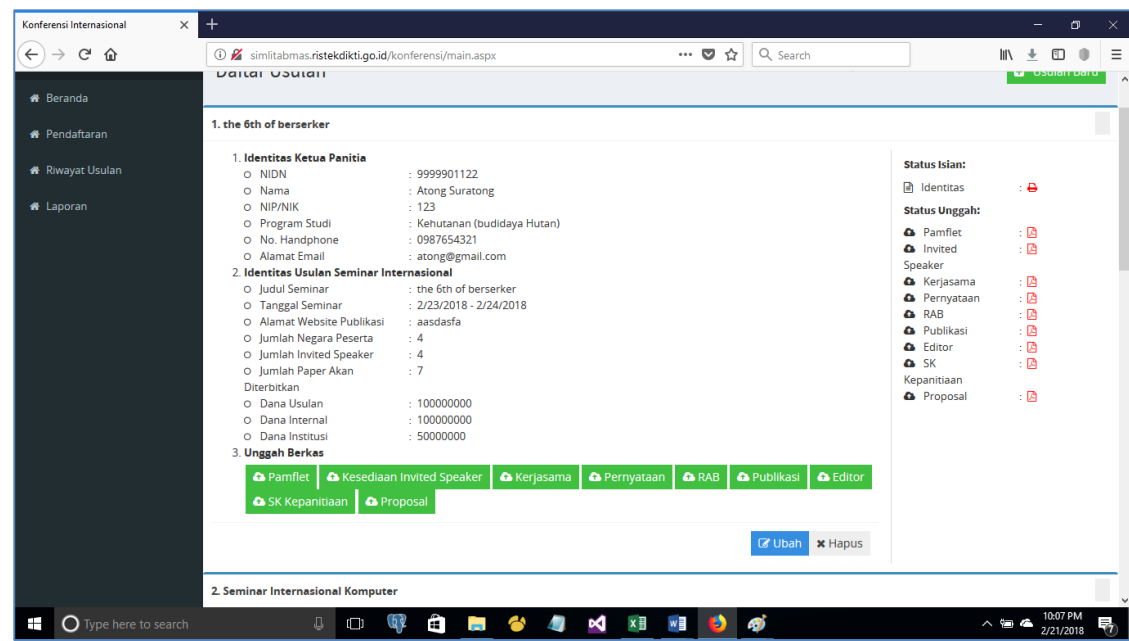 Konferensi Internasional
simlitabmas.ristekdikti.go.id/konferensi/main.aspx
Search
Daftar Usulan
Usulan Baru
Beranda
Pendaftaran
Riwayat Usulan
Laporan
1. the 6th of berserker
1. Identitas Ketua Panitia
NIDN : 9999901122
Nama : Atong Suratong
NIP/NIK : 123
Program Studi : Kehutanan (budidaya Hutan)
No. Handphone : 0987654321
Alamat Email : atong@gmail.com
2. Identitas Usulan Seminar Internasional
Judul Seminar : the 6th of berserker
Tanggal Seminar : 2/23/2018 - 2/24/2018
Alamat Website Publikasi : aasdasfa
Jumlah Negara Peserta : 4
Jumlah Invited Speaker : 4
Jumlah Paper Akan : 7
Diterbitkan
Dana Usulan : 100000000
Dana Internal : 100000000
Dana Institusi : 50000000
3. Unggah Berkas
Pamflet Kesediaan Invited Speaker Kerjasama Pernyataan RAB Publikasi Editor
SK Kepanitiaan Proposal
Ubah Hapus
Status Isian:
Identitas :
Status Unggah:
Pamflet :
Invited :
Speaker
Kerjasama :
Pernyataan :
RAB :
Publikasi :
Editor :
SK :
Kepanitiaan
Proposal :
2. Seminar Internasional Komputer
Type here to search
10:07 PM
2/21/2018
7